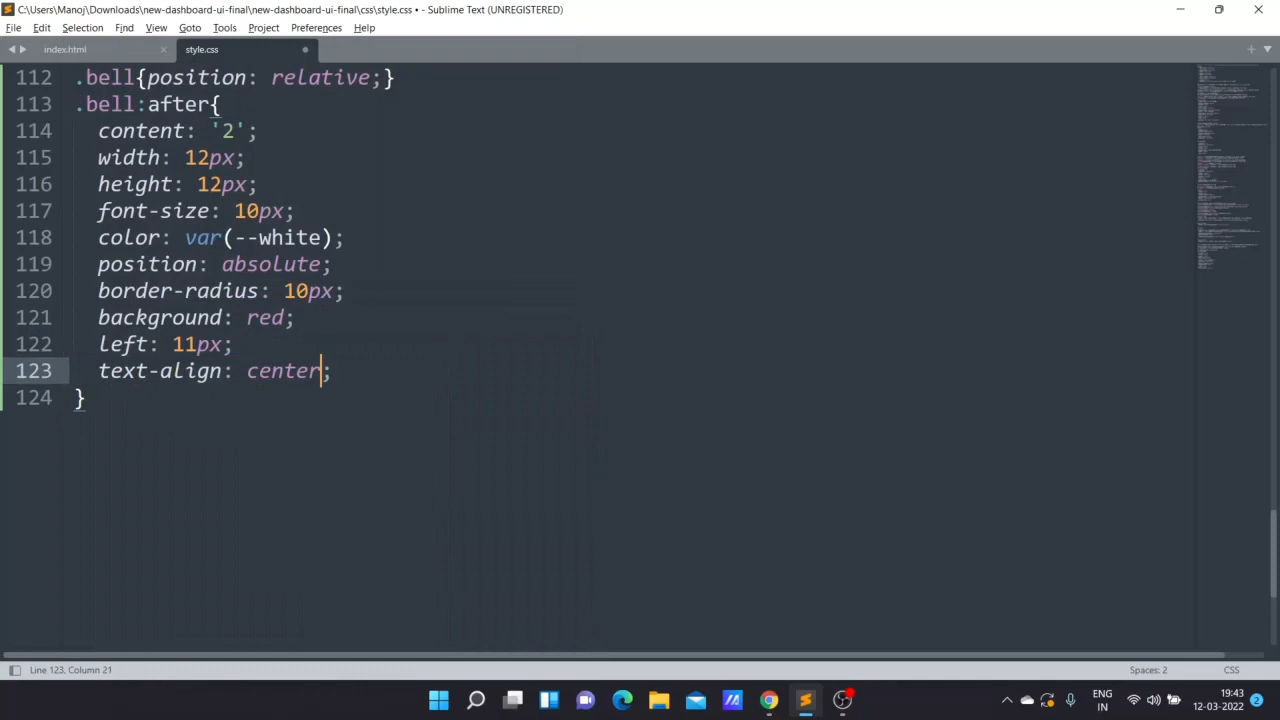 C:\Users\Manoj\Downloads\new-dashboard-ui-final\new-dashboard-ui-final\css\style.css • - Sublime Text (UNREGISTERED)
File Edit Selection Find View Goto Tools Project Preferences Help
index.html style.css
112 .bell{position: relative;}
113 .bell:after{
114 content: '2';
115 width: 12px;
116 height: 12px;
117 font-size: 10px;
118 color: var(--white);
119 position: absolute;
120 border-radius: 10px;
121 background: red;
122 left: 11px;
123 text-align: center;
124 }
Line 123, Column 21 Spaces: 2 CSS
ENG 19:43
IN 12-03-2022 2